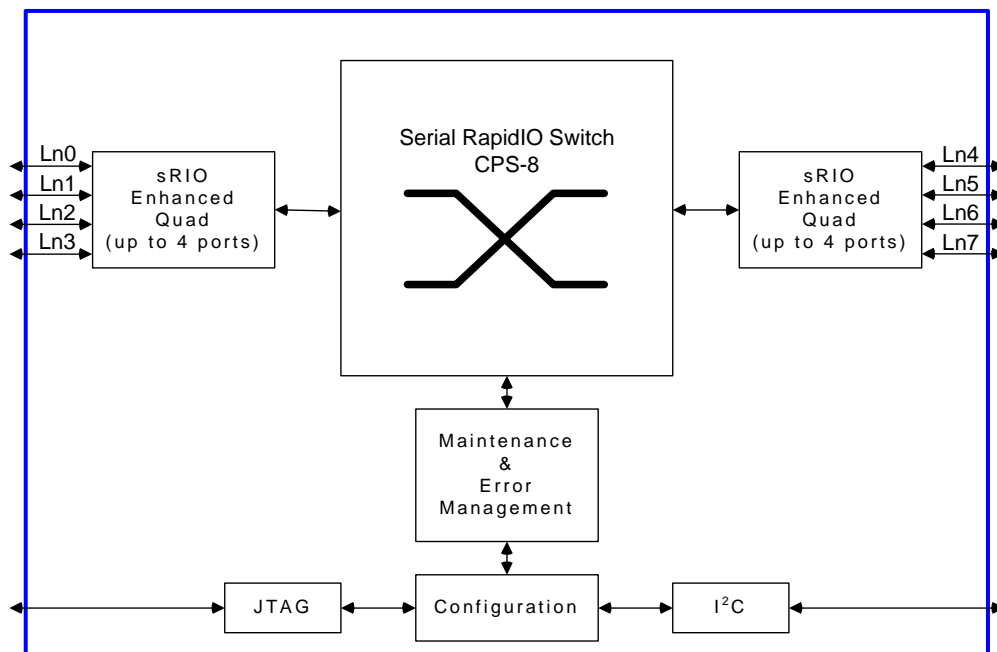 Serial RapidIO Switch
CPS-8
Ln0
Ln1
Ln2
Ln3
sRIO
Enhanced
Quad
(up to 4 ports)
sRIO
Enhanced
Quad
(up to 4 ports)
Ln4
Ln5
Ln6
Ln7
Maintenance
&
Error
Management
JTAG
Configuration
I²C